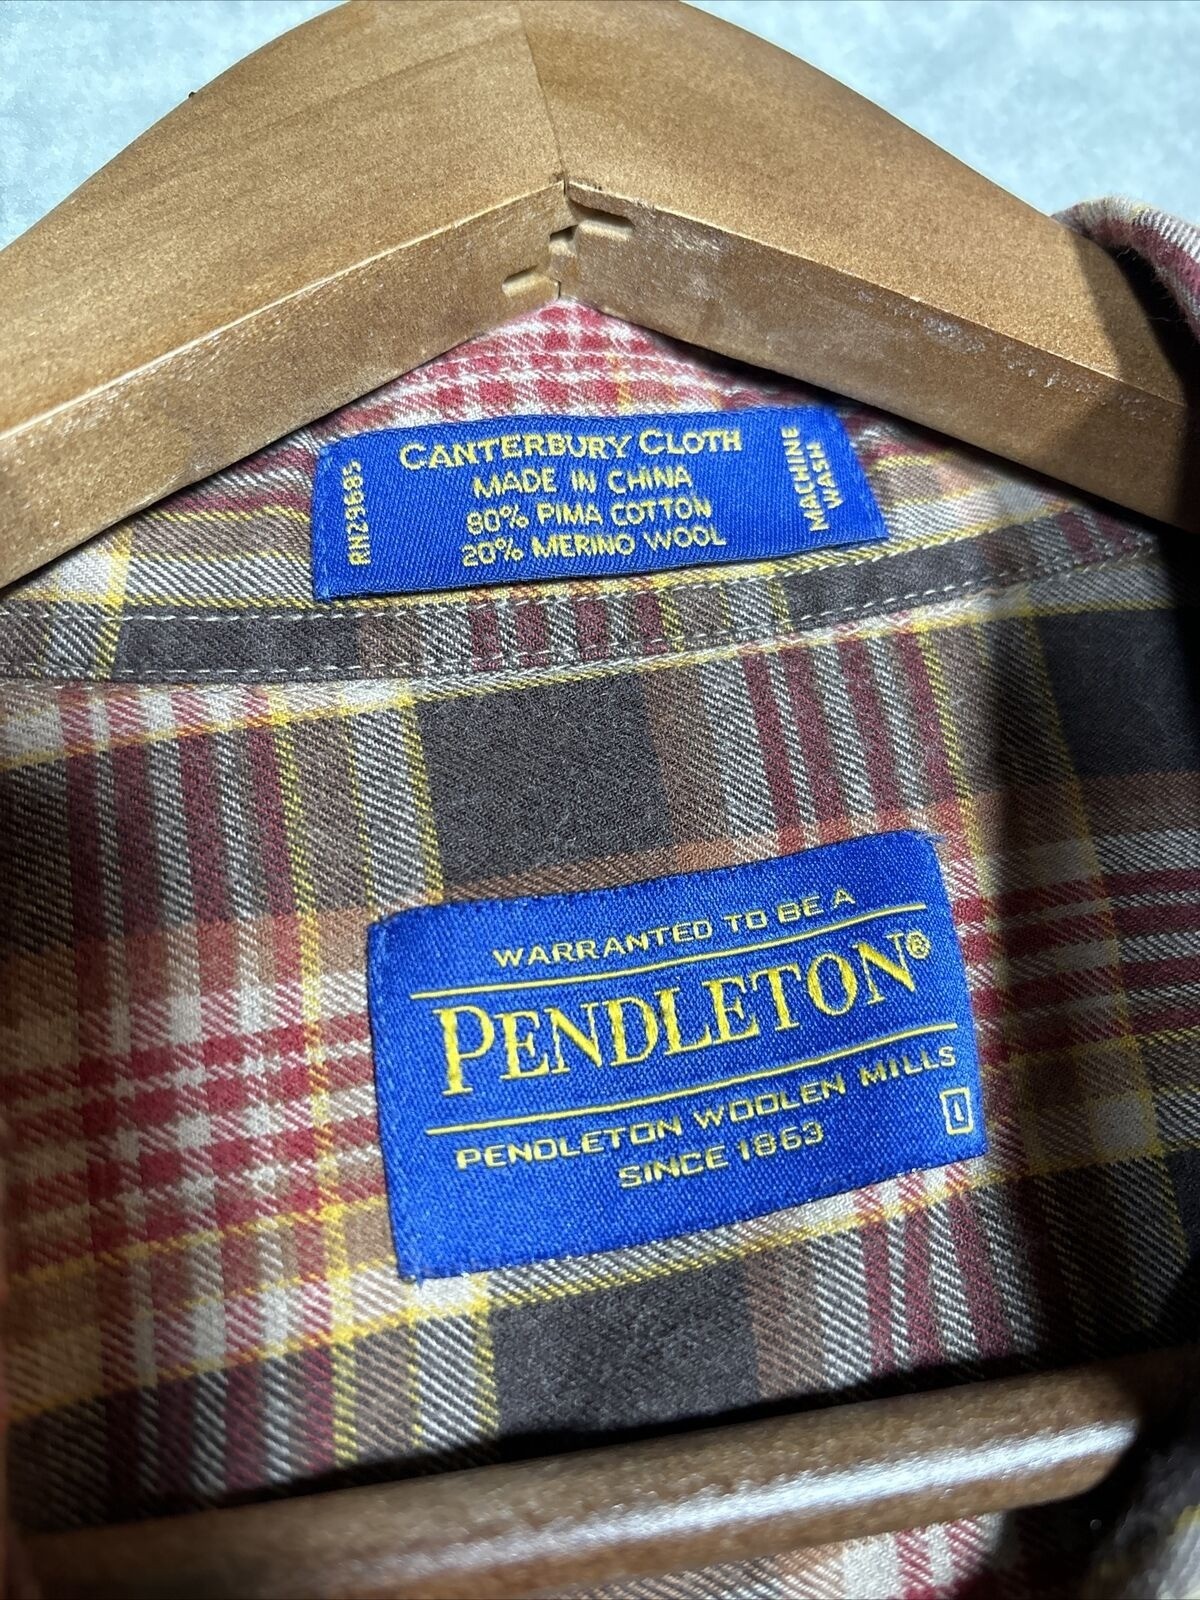 CANTERBURY CLOTH
MADE IN CHINA
80% PIMA COTTON
20% MERINO WOOL
RN29685
MACHINE
WASH
WARRANTED TO BE A
PENDLETON®
PENDLETON WOOLEN MILLS
SINCE 1863
L